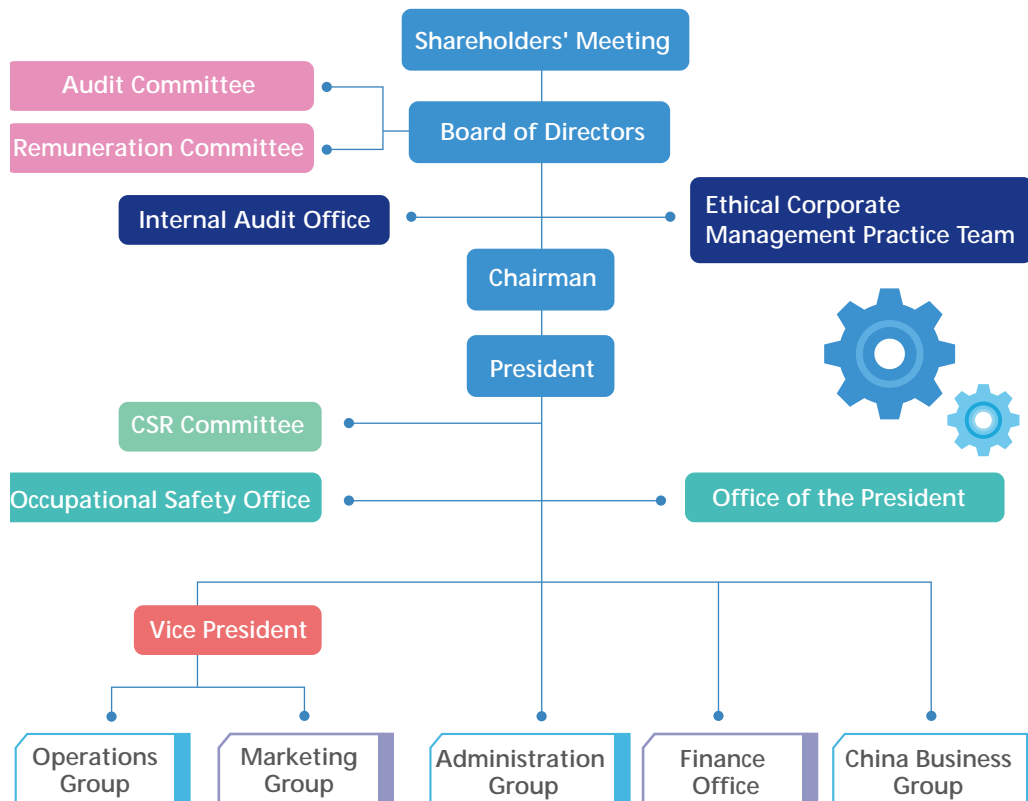 Shareholders' Meeting
Audit Committee
Board of Directors
Remuneration Committee
Internal Audit Office
Ethical Corporate
Management Practice Team
Chairman
President
CSR Committee
Occupational Safety Office
Office of the President
Vice President
Operations
Group
Marketing
Group
Administration
Group
Finance
Office
China Business
Group